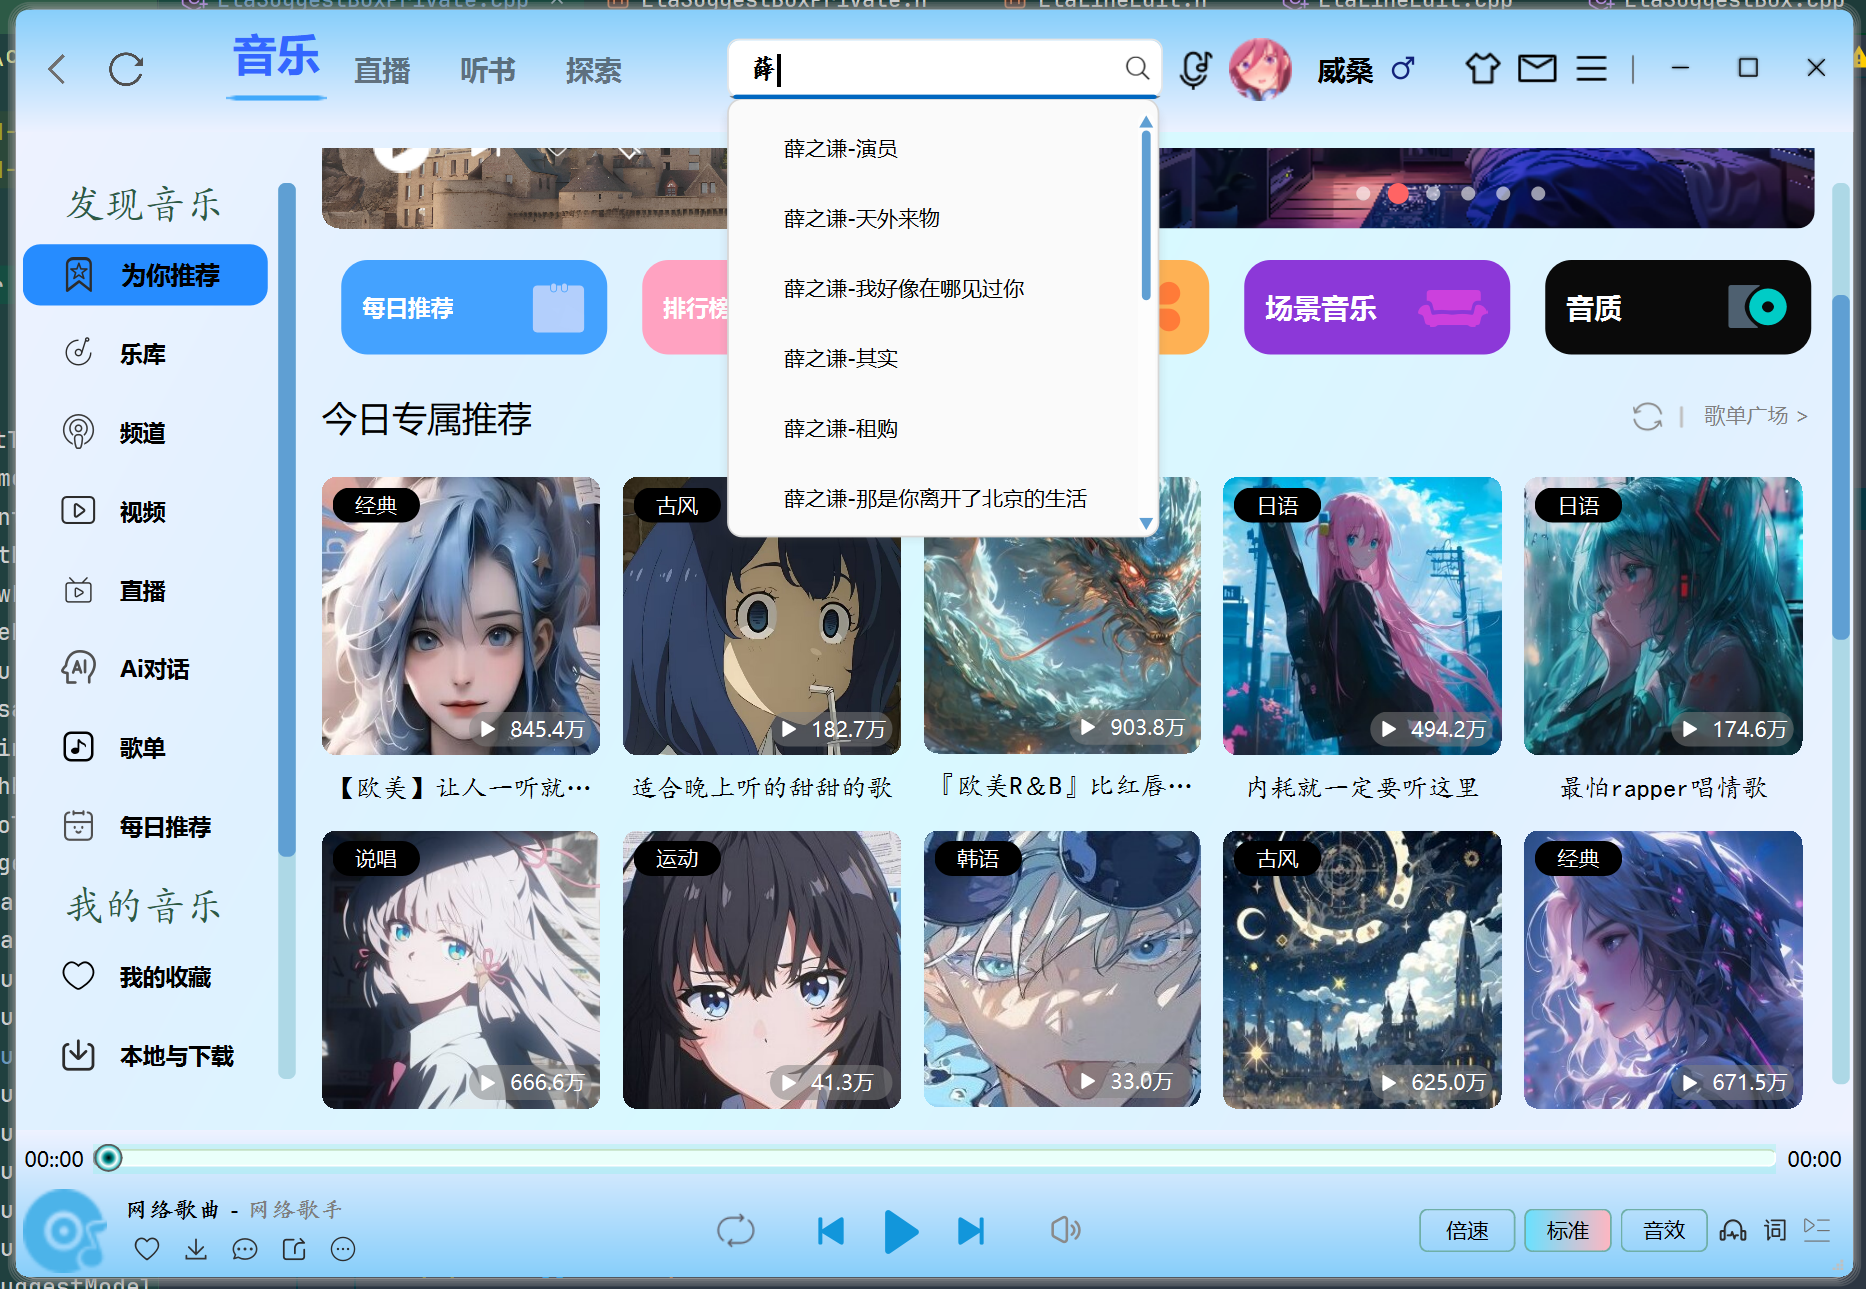 音乐
直播
听书
探索
薛
威桑
薛之谦-演员
薛之谦-天外来物
薛之谦-我好像在哪见过你
薛之谦-其实
薛之谦-租购
薛之谦-那是你离开了北京的生活
发现音乐
为你推荐
乐库
频道
视频
直播
Ai对话
歌单
每日推荐
我的音乐
我的收藏
本地与下载
每日推荐
排行榜
场景音乐
音质
今日专属推荐
歌单广场 >
经典
845.4万
【欧美】让人一听就…
古风
182.7万
适合晚上听的甜甜的歌
903.8万
『欧美R&B』比红唇…
日语
494.2万
内耗就一定要听这里
日语
174.6万
最怕rapper唱情歌
说唱
666.6万
运动
41.3万
韩语
33.0万
古风
625.0万
经典
671.5万
00::00
00:00
网络歌曲 - 网络歌手
倍速
标准
音效
词